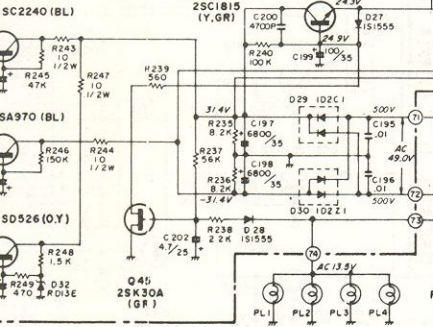 SC2240 (BL)
2SC1815
(Y,GR)
24.9V
C200
4700P
D27
1S1555
R243
10
1/2W
R240
100K
C199
100
35
R245
47K
R247
10
1/2W
R239
560
31.4V
D29 1D2C1
500V
71
SA970 (BL)
R235
8.2K
C197
6800
35
C195
.01
R246
150K
R244
10
1/2W
R237
56K
AC
49.0V
C198
6800
35
R236
8.2K
-31.4V
C196
.01
500V
D30 1D2Z1
72
SD526 (O,Y)
R238
2.2K
D28
1S1555
73
C202
4.7
25
R248
1.5K
74
Q45
2SK30A
(GR)
AC 13.5V
R249
470
D32
RD13E
PL1
PL2
PL3
PL4